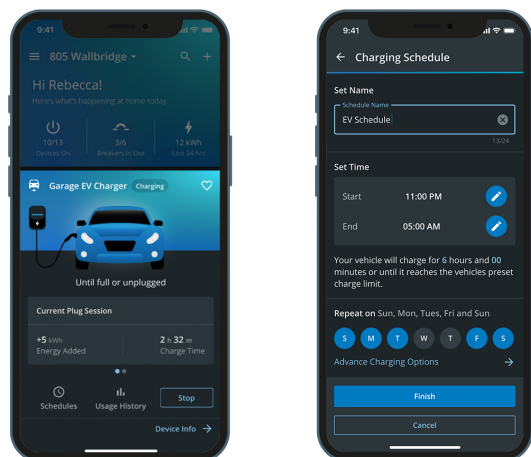 9:41
805 Wallbridge
Hi Rebecca!
Here's what's happening at home today.
10/13
Devices On
3/6
Breakers In Use
12 kWh
Last 24 Hrs
Garage EV Charger
Charging
Until full or unplugged
Current Plug Session
+5 kWh
Energy Added
2 h 32 m
Charge Time
Schedules
Usage History
Stop
Device Info
9:41
Charging Schedule
Set Name
Schedule Name
EV Schedule
13/24
Set Time
Start 11:00 PM
End 05:00 AM
Your vehicle will charge for 6 hours and 00
minutes or until it reaches the vehicles preset
charge limit.
Repeat on Sun, Mon, Tues, Fri and Sun
S M T W T F S
Advance Charging Options
Finish
Cancel